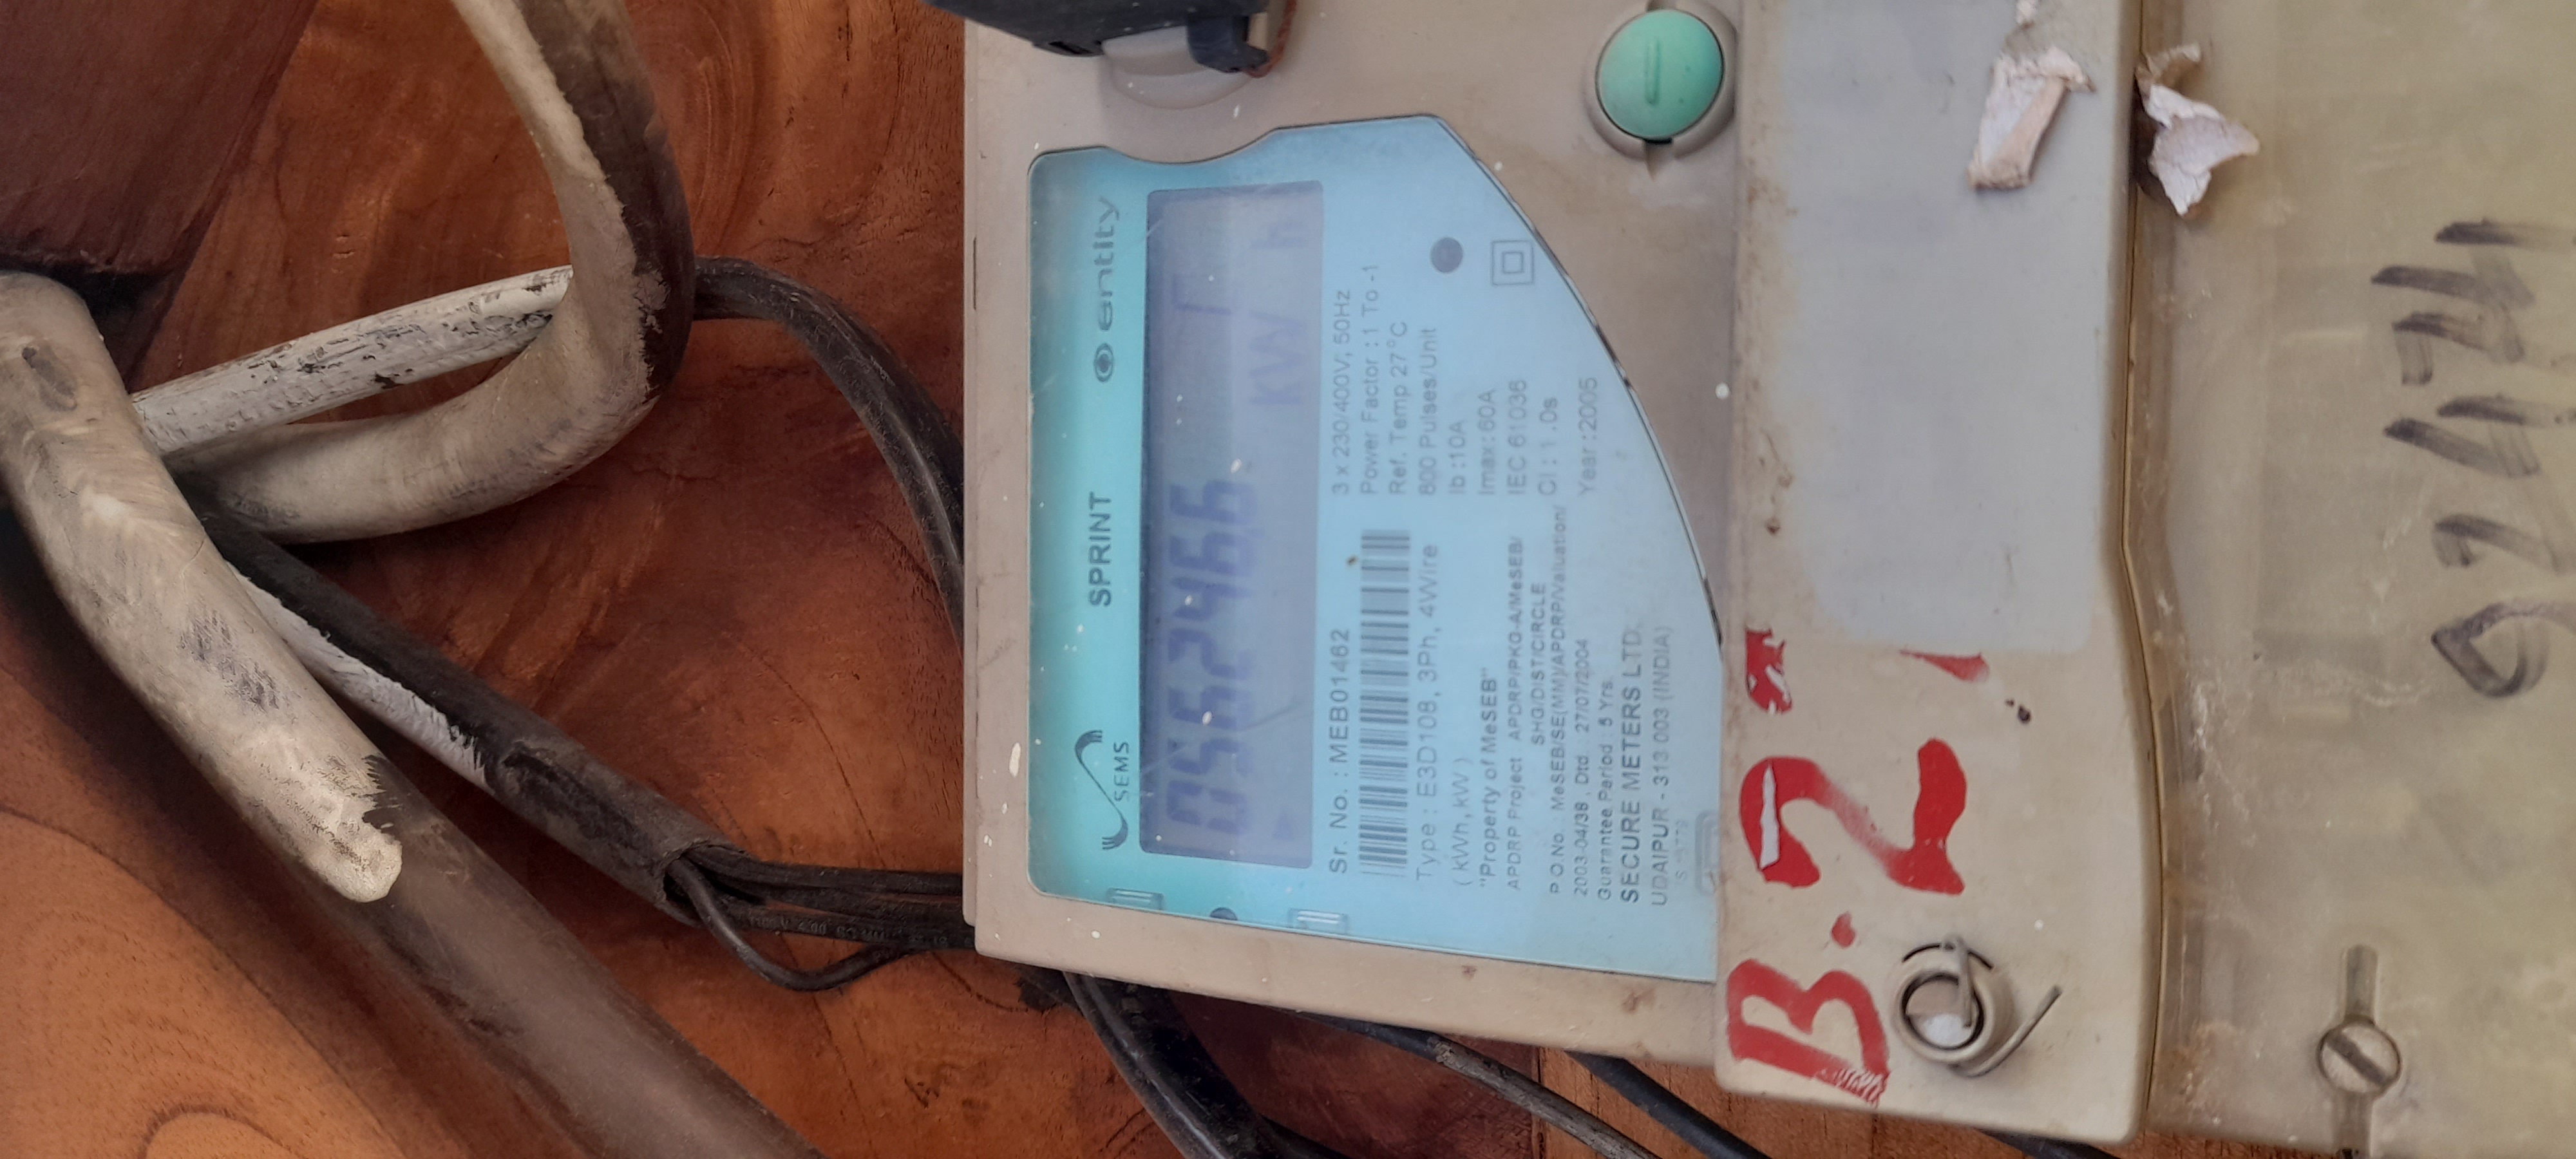 SEMS SPRINT entity
0562466
kW h
Sr. No. : MEB01462
Type : E3D108, 3Ph, 4Wire
( kWh, kW )
"Property of MeSEB"
APDRP Project APDRP/PKG-A/MeSEB/
SHG/DIST/CIRCLE
P.O.No. : MeSEB/SE(MM)/APDRP/Valuation/
2003-04/38 , Dtd. 27/07/2004
Guarantee Period : 5 Yrs.
SECURE METERS LTD.
UDAIPUR - 313 003 (INDIA)
3 x 230/400V, 50Hz
Power Factor : 1 To -1
Ref. Temp 27°C
800 Pulses/Unit
Ib :10A
Imax:60A
IEC 61036
Cl : 1 .0s
Year:2005
B.2